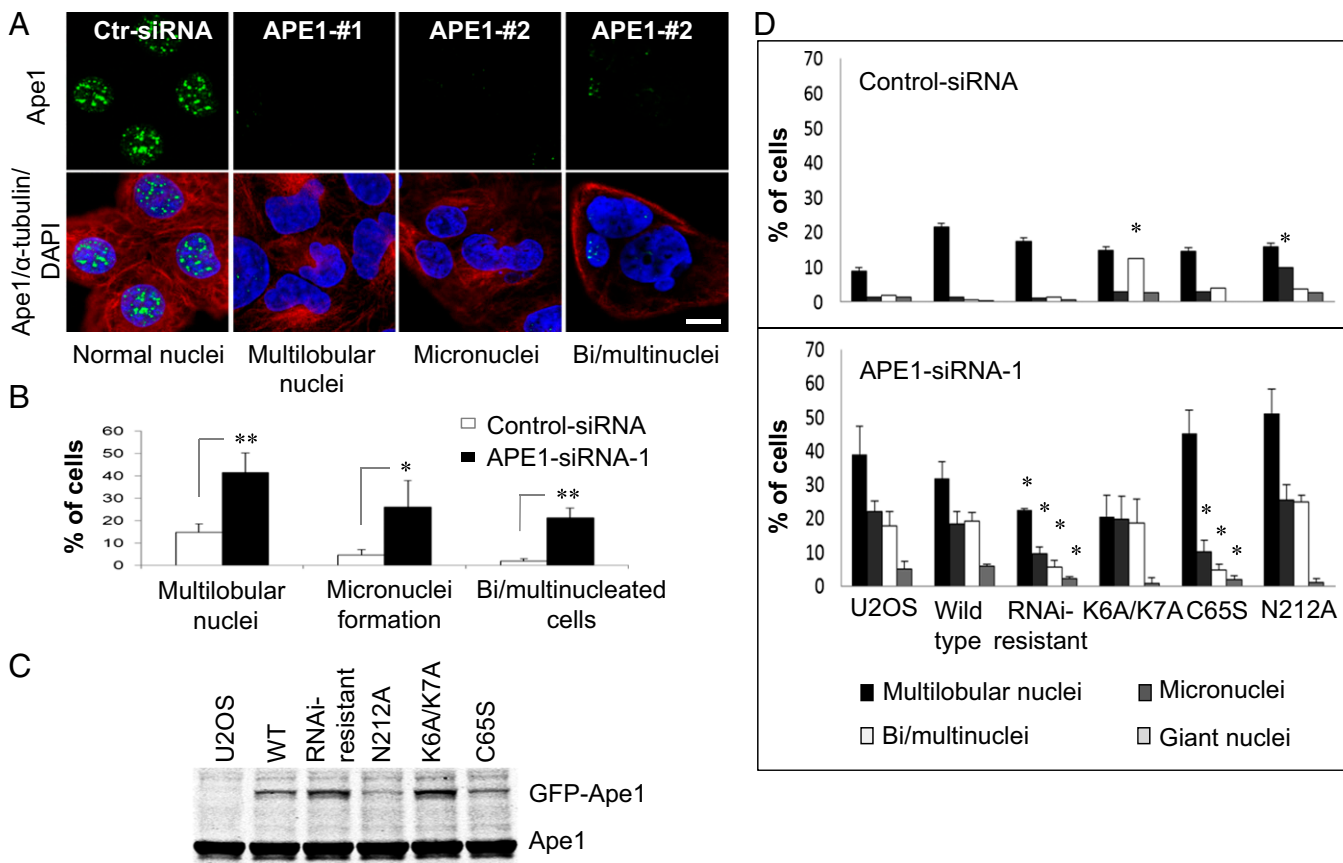 A
Ctr-siRNA APE1-#1 APE1-#2 APE1-#2
Ape1
Ape1/α-tubulin/
DAPI
Normal nuclei
Multilobular
nuclei
Micronuclei
Bi/multinuclei
B
% of cells
60
50
40
30
20
10
0
** * **
Control-siRNA
APE1-siRNA-1
Multilobular
nuclei
Micronuclei
formation
Bi/multinucleated
cells
C
U2OS
WT
RNAi-
resistant
N212A
K6A/K7A
C65S
GFP-Ape1
Ape1
D
Control-siRNA
% of cells
70
60
50
40
30
20
10
0
* *
APE1-siRNA-1
% of cells
70
60
50
40
30
20
10
0
* * * * * * *
U2OS
Wild
type
RNAi-
resistant
K6A/K7A
C65S
N212A
Multilobular nuclei
Micronuclei
Bi/multinuclei
Giant nuclei